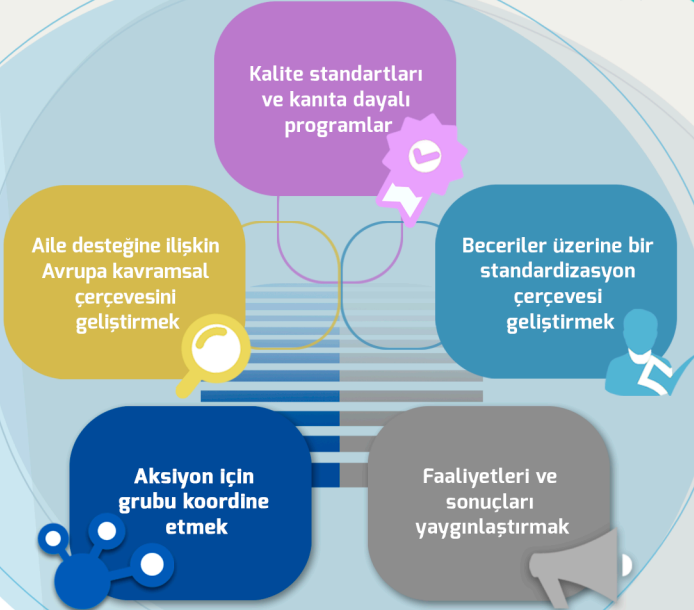 Kalite standartları
ve kanıta dayalı
programlar
Aile desteğine ilişkin
Avrupa kavramsal
çerçevesini
geliştirmek
Beceriler üzerine bir
standardizasyon
çerçevesi
geliştirmek
Aksiyon için
grubu koordine
etmek
Faaliyetleri ve
sonuçları
yaygınlaştırmak